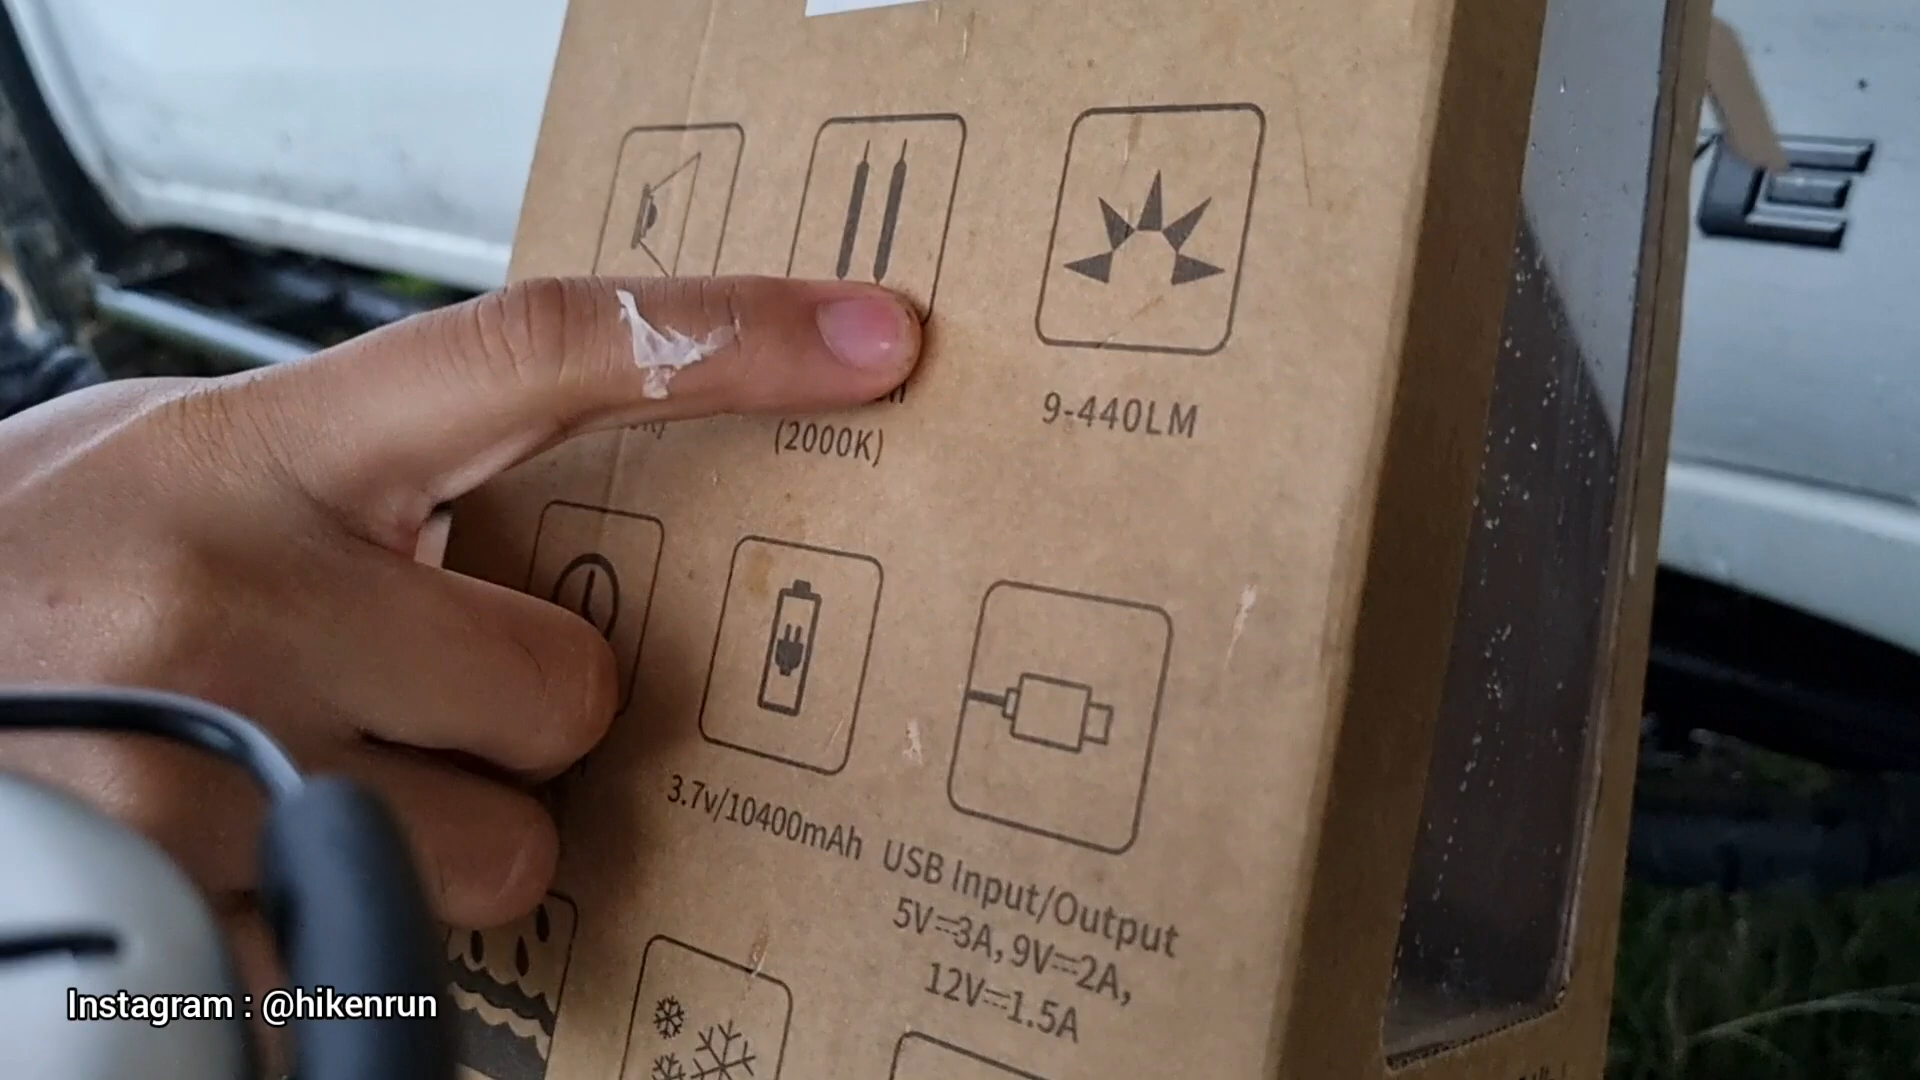 (2000K)
9-440LM
3.7v/10400mAh
USB Input/Output
5V⎓3A, 9V⎓2A,
12V⎓1.5A
Instagram : @hikenrun